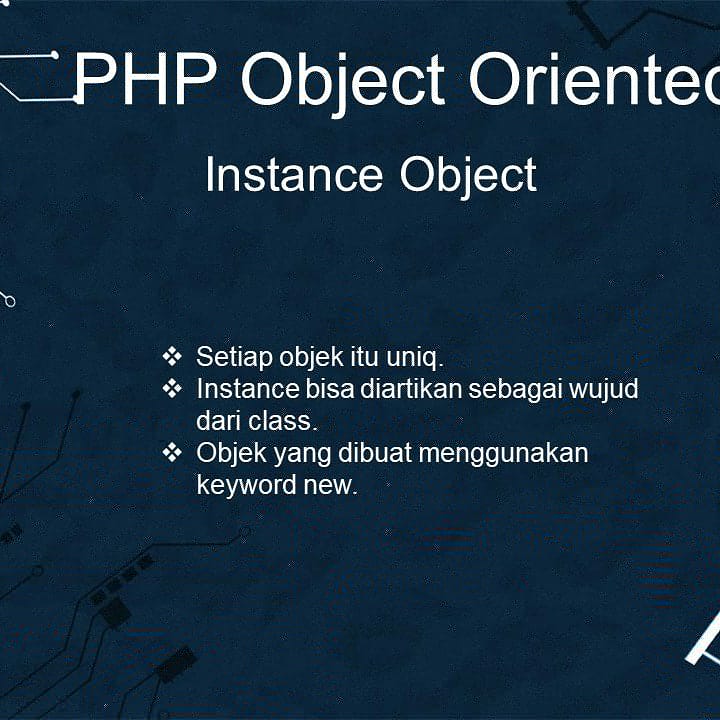 PHP Object Oriented
Instance Object
❖ Setiap objek itu uniq.
❖ Instance bisa diartikan sebagai wujud
dari class.
❖ Objek yang dibuat menggunakan
keyword new.